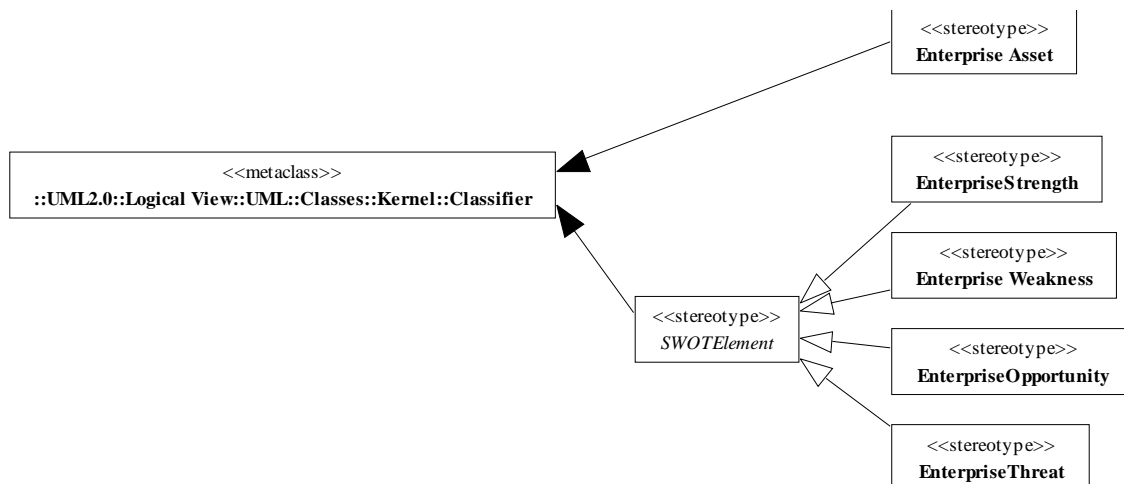 <<stereotype>>
Enterprise Asset
<<metaclass>>
::UML2.0::Logical View::UML::Classes::Kernel::Classifier
<<stereotype>>
EnterpriseStrength
<<stereotype>>
Enterprise Weakness
<<stereotype>>
SWOTElement
<<stereotype>>
EnterpriseOpportunity
<<stereotype>>
EnterpriseThreat